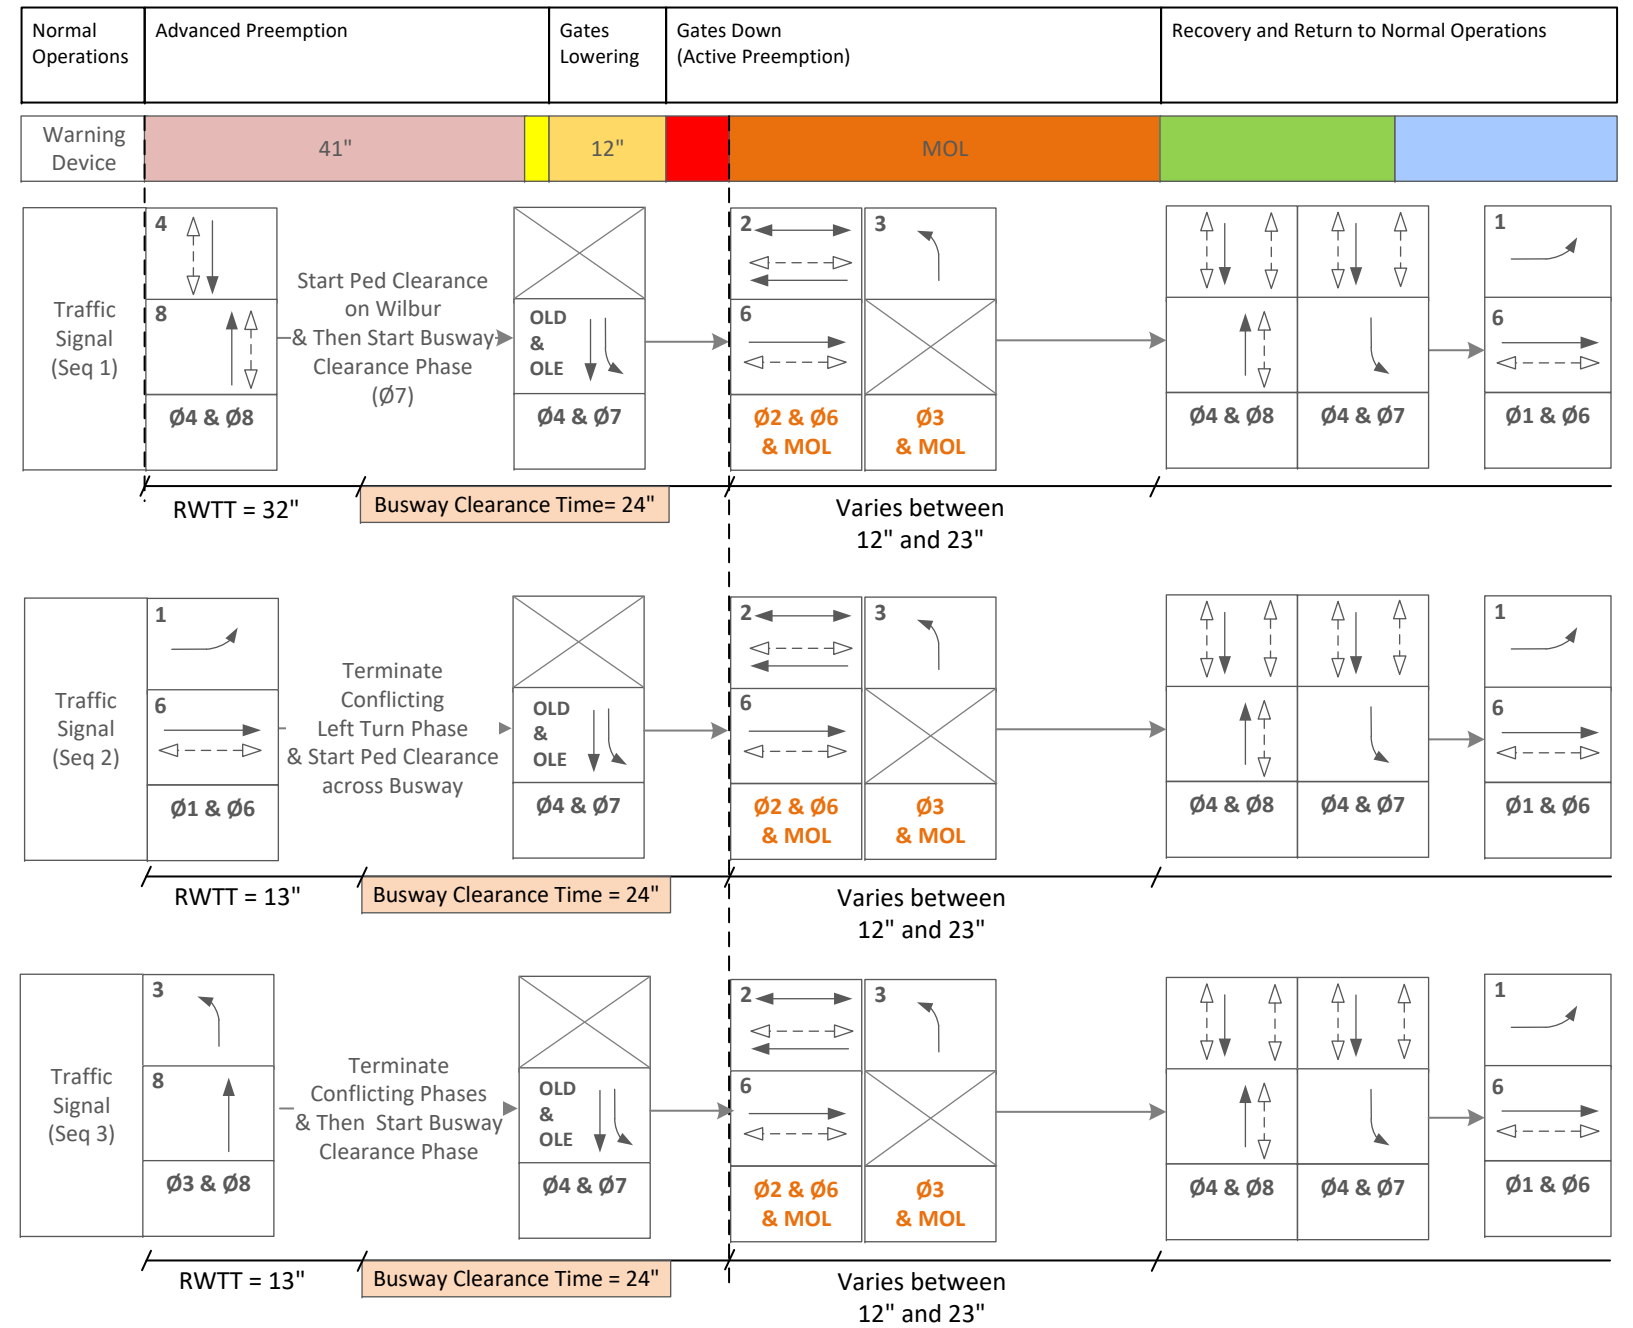 Normal
Operations
Advanced Preemption
Gates
Lowering
Gates Down
(Active Preemption)
Recovery and Return to Normal Operations
Warning
Device
41"
12"
MOL
Traffic
Signal
(Seq 1)
4
8
Ø4 & Ø8
Start Ped Clearance
on Wilbur
& Then Start Busway
Clearance Phase
(Ø7)
OLD
&
OLE
Ø4 & Ø7
2
6
Ø2 & Ø6
& MOL
3
Ø3
& MOL
Ø4 & Ø8
Ø4 & Ø7
1
6
Ø1 & Ø6
RWTT = 32"
Busway Clearance Time= 24"
Varies between
12" and 23"
Traffic
Signal
(Seq 2)
1
6
Ø1 & Ø6
Terminate
Conflicting
Left Turn Phase
& Start Ped Clearance
across Busway
OLD
&
OLE
Ø4 & Ø7
2
6
Ø2 & Ø6
& MOL
3
Ø3
& MOL
Ø4 & Ø8
Ø4 & Ø7
1
6
Ø1 & Ø6
RWTT = 13"
Busway Clearance Time = 24"
Varies between
12" and 23"
Traffic
Signal
(Seq 3)
3
8
Ø3 & Ø8
Terminate
Conflicting Phases
& Then Start Busway
Clearance Phase
OLD
&
OLE
Ø4 & Ø7
2
6
Ø2 & Ø6
& MOL
3
Ø3
& MOL
Ø4 & Ø8
Ø4 & Ø7
1
6
Ø1 & Ø6
RWTT = 13"
Busway Clearance Time = 24"
Varies between
12" and 23"